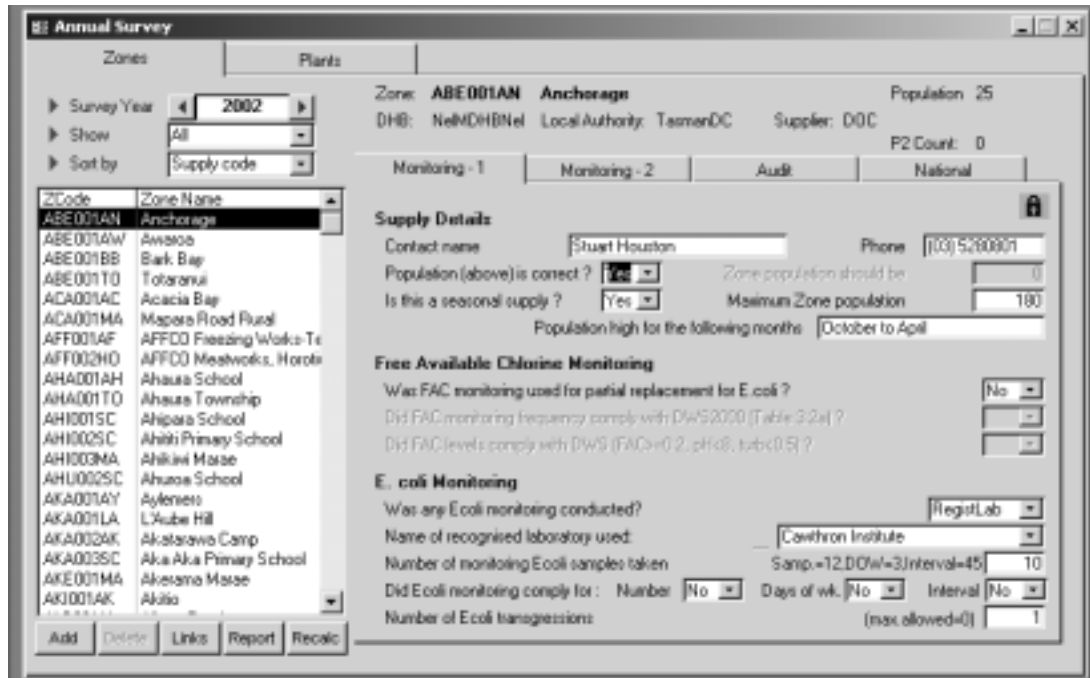 Annual Survey
Zones Plants
Survey Year 2002
Show All
Sort by Supply code
ZCode Zone Name
ABE001AN Anchorage
ABE001AW Awaroa
ABE001BB Bark Bay
ABE001TO Totaranui
ACA001AC Acacia Bay
ACA001MA Mapara Road Rural
AFF001AF AFFCO Freezing Works-Te
AFF002HO AFFCO Meatworks, Horoti
AHA001AH Ahaura School
AHA001TO Ahaura Township
AHI001SC Ahipara School
AHI002SC Ahititi Primary School
AHI003MA Ahikiwi Marae
AHU002SC Ahuroa School
AKA001AY Aylemers
AKA001LA L'Aube Hill
AKA002AK Akatarawa Camp
AKA003SC Aka Aka Primary School
AKE001MA Akerama Marae
AKI001AK Akitio
Add Delete Links Report Recalc
Zone: ABE001AN Anchorage Population 25
DHB: NelMDHBNel Local Authority: TasmanDC Supplier: DOC
P2 Count: 0
Monitoring - 1 Monitoring - 2 Audit National
Supply Details
Contact name Stuart Houston Phone (03) 5280801
Population (above) is correct ? Yes Zone population should be 0
Is this a seasonal supply ? Yes Maximum Zone population 180
Population high for the following months October to April
Free Available Chlorine Monitoring
Was FAC monitoring used for partial replacement for E.coli ? No
Did FAC monitoring frequency comply with DWS2000 (Table 3.2a) ?
Did FAC levels comply with DWS (FAC>=0.2, pH<8, turb<0.5) ?
E. coli Monitoring
Was any Ecoli monitoring conducted? RegistLab
Name of recognised laboratory used: Cawthron Institute
Number of monitoring Ecoli samples taken Samp.=12,DOW=3,Interval=45 10
Did Ecoli monitoring comply for : Number No Days of wk. No Interval No
Number of Ecoli transgressions (max.allowed=0) 1